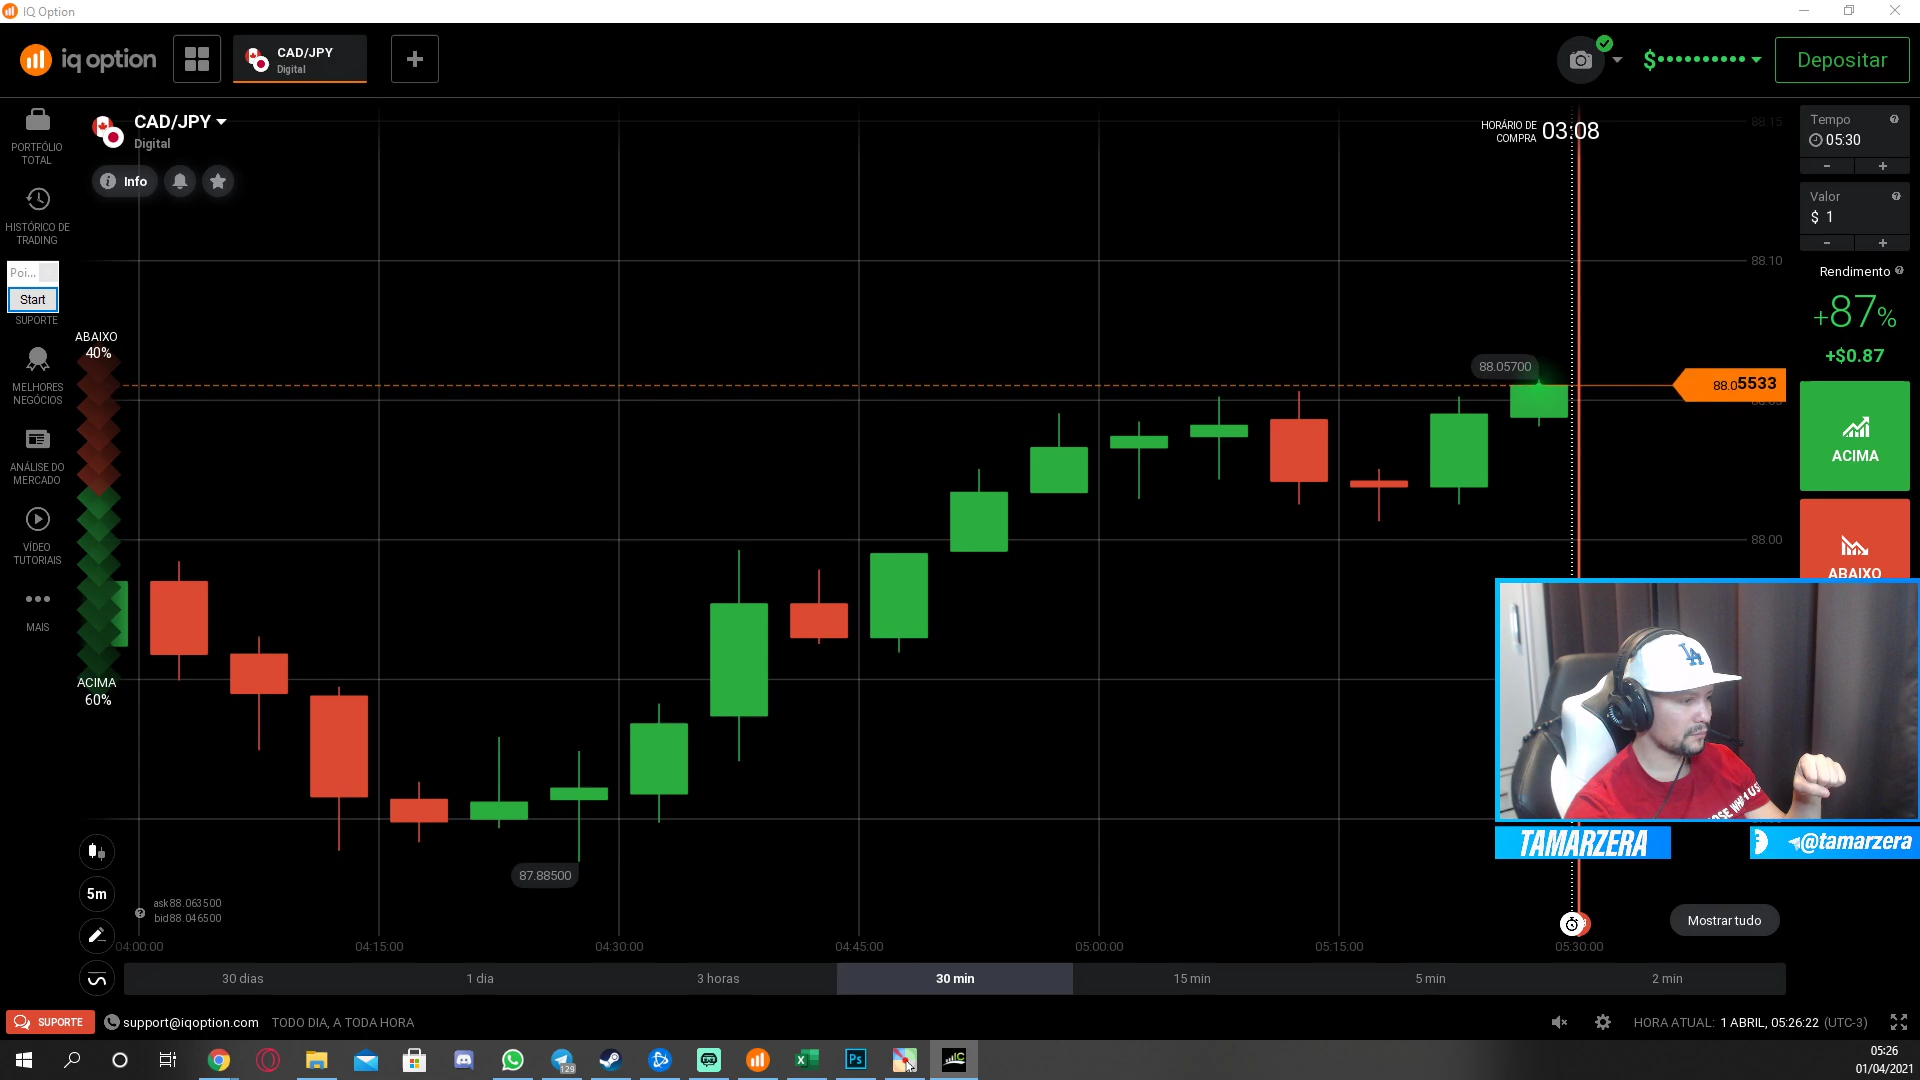 IQ Option
iq option
CAD/JPY
Digital
$
Depositar
PORTFÓLIO
TOTAL
HISTÓRICO DE
TRADING
Poi...
Start
SUPORTE
MELHORES
NEGÓCIOS
ANÁLISE DO
MERCADO
VÍDEO
TUTORIAIS
MAIS
CAD/JPY
Digital
Info
ABAIXO
40%
ACIMA
60%
HORÁRIO DE
COMPRA
03:08
88.15
88.10
88.05700
88.05533
88.00
87.88500
Tempo
05:30
- +
Valor
$ 1
- +
Rendimento
+87%
+$0.87
ACIMA
ABAIXO
LA
TAMARZERA
@tamarzera
5m
ask 88.063500
bid 88.046500
Mostrar tudo
04:00:00
04:15:00
04:30:00
04:45:00
05:00:00
05:15:00
05:30:00
30 dias
1 dia
3 horas
30 min
15 min
5 min
2 min
SUPORTE
support@iqoption.com
TODO DIA, A TODA HORA
HORA ATUAL: 1 ABRIL, 05:26:22 (UTC-3)
129
Ps
05:26
01/04/2021